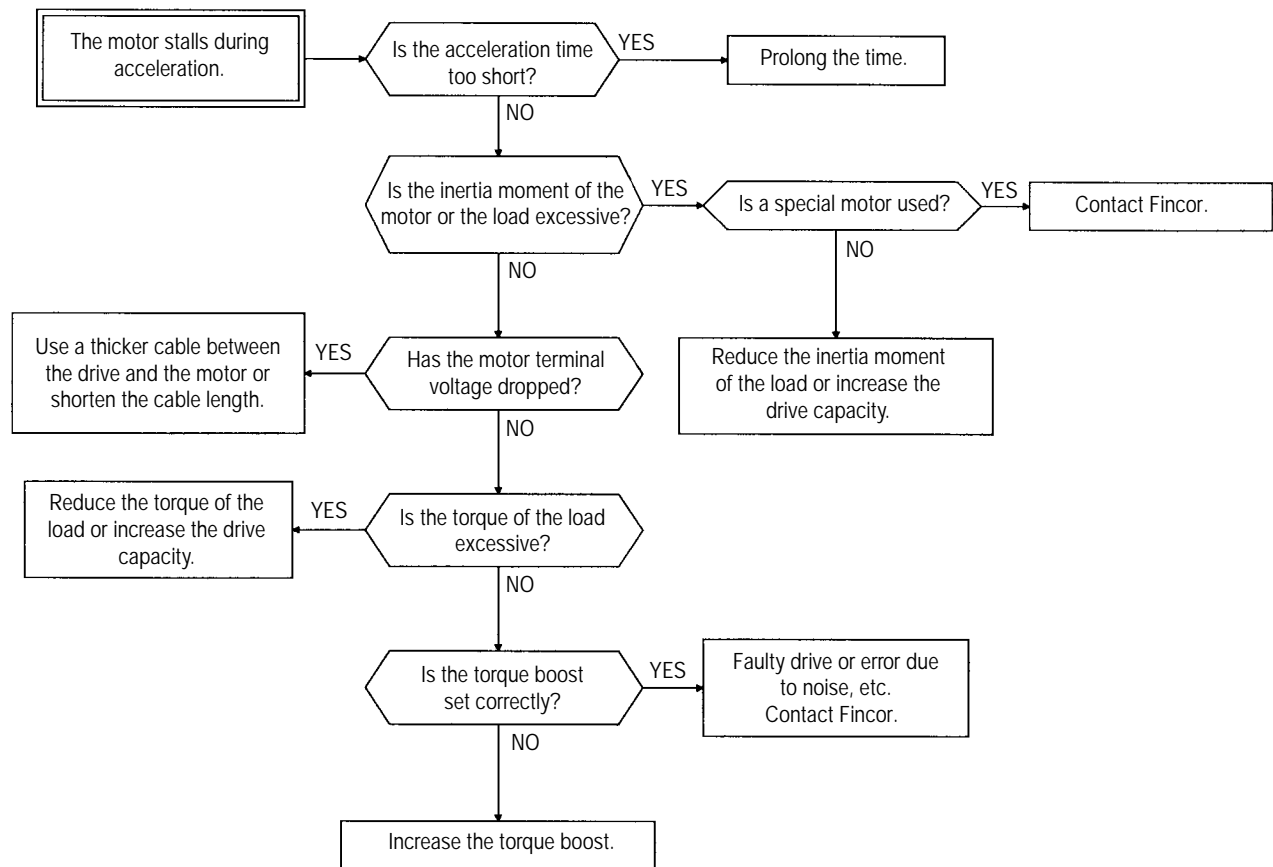 The motor stalls during
acceleration.
Is the acceleration time
too short?
YES
Prolong the time.
NO
Is the inertia moment of the
motor or the load excessive?
YES
Is a special motor used?
YES
Contact Fincor.
NO
NO
Use a thicker cable between
the drive and the motor or
shorten the cable length.
YES
Has the motor terminal
voltage dropped?
Reduce the inertia moment
of the load or increase the
drive capacity.
NO
Reduce the torque of the
load or increase the drive
capacity.
YES
Is the torque of the load
excessive?
NO
Is the torque boost
set correctly?
YES
Faulty drive or error due
to noise, etc.
Contact Fincor.
NO
Increase the torque boost.